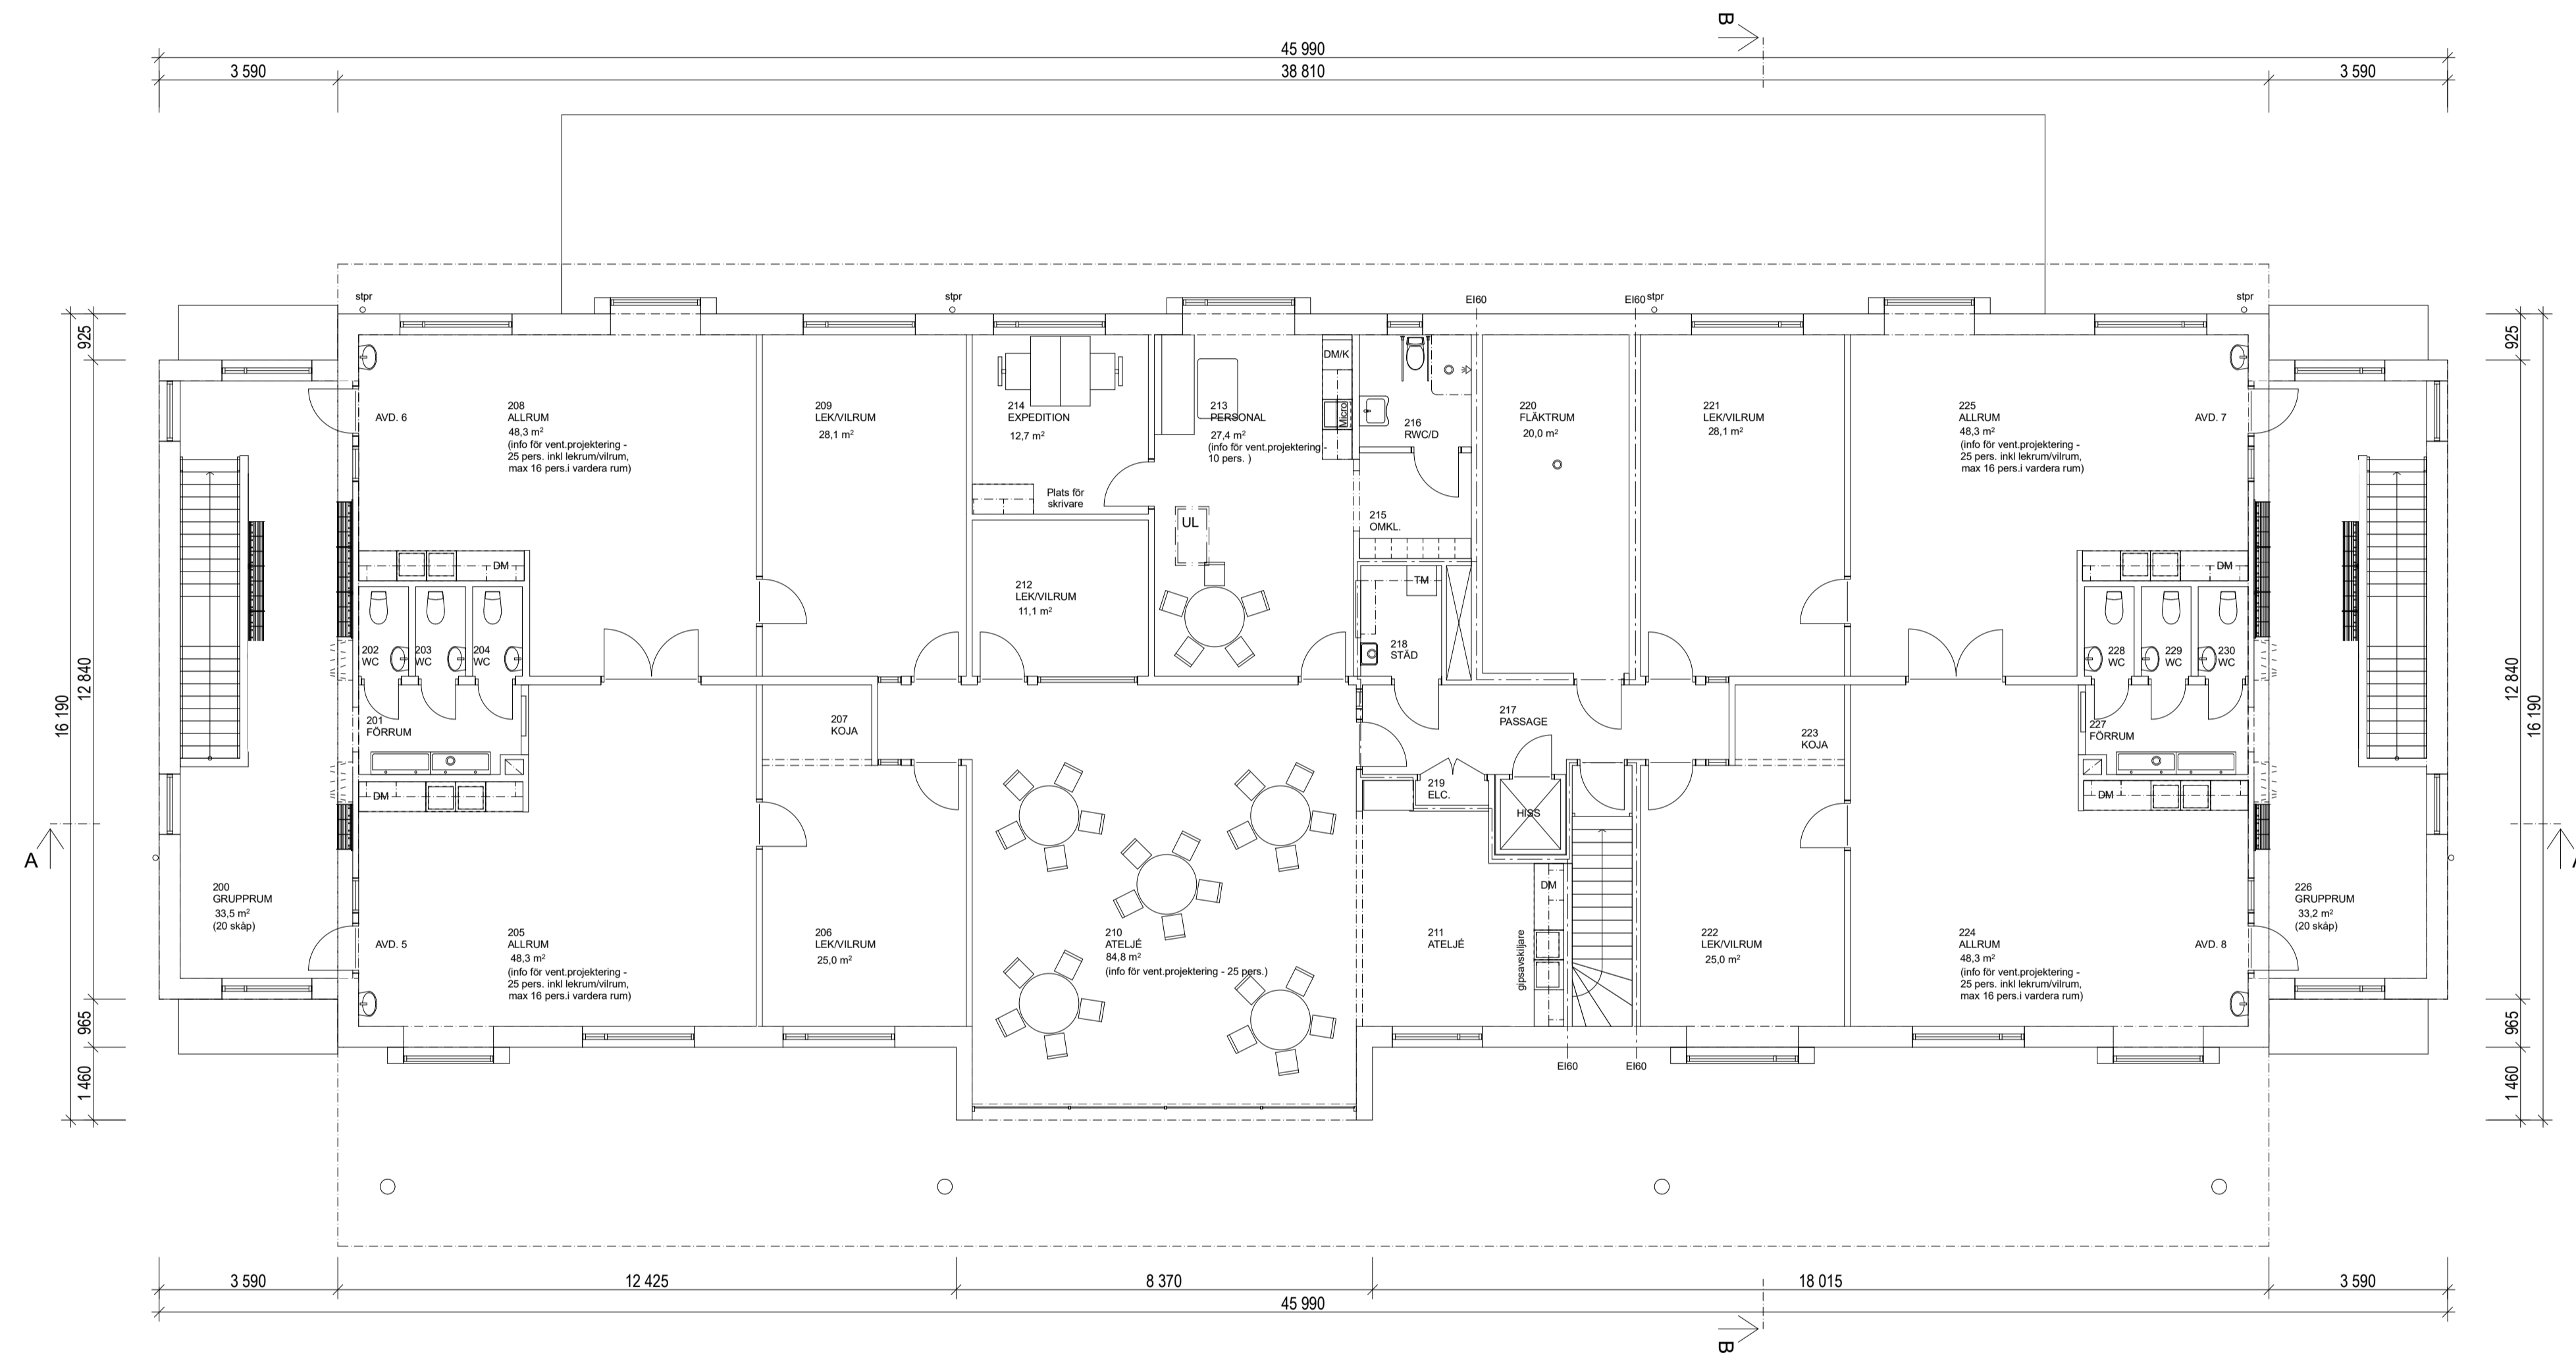 B
45 990
3 590
38 810
3 590
stpr
stpr
EI60
EI60
stpr
stpr
925
12 840
16 190
965
1 460
925
12 840
16 190
965
1 460
AVD. 6
208
ALLRUM
48,3 m²
(info för vent.projektering -
25 pers. inkl lekrum/vilrum,
max 16 pers.i vardera rum)
209
LEK/VILRUM
28,1 m²
214
EXPEDITION
12,7 m²
Plats för
skrivare
213
PERSONAL
27,4 m²
(info för vent.projektering -
10 pers. )
DM/K
Micro
216
RWC/D
215
OMKL.
220
FLÄKTRUM
20,0 m²
221
LEK/VILRUM
28,1 m²
225
ALLRUM
48,3 m²
(info för vent.projektering -
25 pers. inkl lekrum/vilrum,
max 16 pers.i vardera rum)
AVD. 7
UL
212
LEK/VILRUM
11,1 m²
DM
TM
DM
202
WC
203
WC
204
WC
218
STÄD
228
WC
229
WC
230
WC
201
FÖRRUM
207
KOJA
217
PASSAGE
223
KOJA
227
FÖRRUM
DM
219
ELC.
HISS
DM
A
A
200
GRUPPRUM
33,5 m²
(20 skåp)
AVD. 5
205
ALLRUM
48,3 m²
(info för vent.projektering -
25 pers. inkl lekrum/vilrum,
max 16 pers.i vardera rum)
206
LEK/VILRUM
25,0 m²
210
ATELJÉ
84,8 m²
(info för vent.projektering - 25 pers.)
211
ATELJÉ
DM
gipsavskiljare
222
LEK/VILRUM
25,0 m²
224
ALLRUM
48,3 m²
(info för vent.projektering -
25 pers. inkl lekrum/vilrum,
max 16 pers.i vardera rum)
AVD. 8
226
GRUPPRUM
33,2 m²
(20 skåp)
EI60
EI60
3 590
12 425
8 370
18 015
3 590
45 990
B